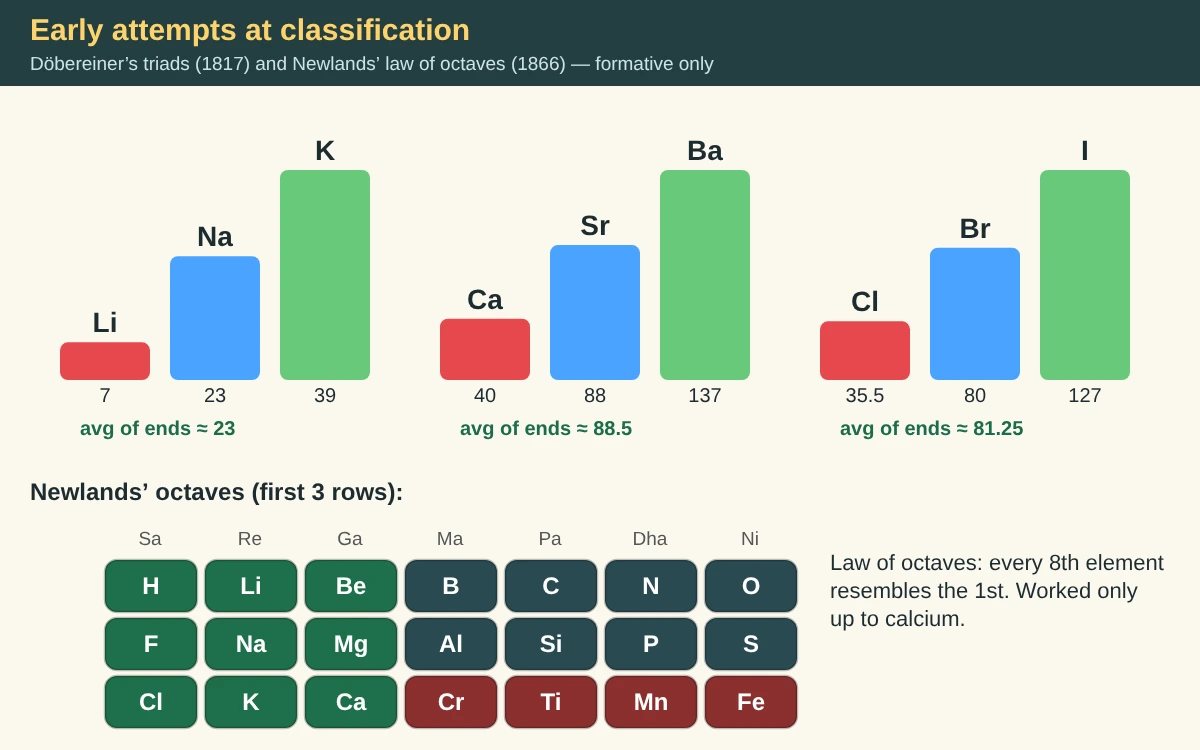 Early attempts at classification
Döbereiner’s triads (1817) and Newlands’ law of octaves (1866) — formative only
K Ba I
Na Sr Br
Li Ca Cl
7 23 39 40 88 137 35.5 80 127
avg of ends ≈ 23 avg of ends ≈ 88.5 avg of ends ≈ 81.25
Newlands’ octaves (first 3 rows):
Sa Re Ga Ma Pa Dha Ni
H Li Be B C N O
F Na Mg Al Si P S
Cl K Ca Cr Ti Mn Fe
Law of octaves: every 8th element
resembles the 1st. Worked only
up to calcium.